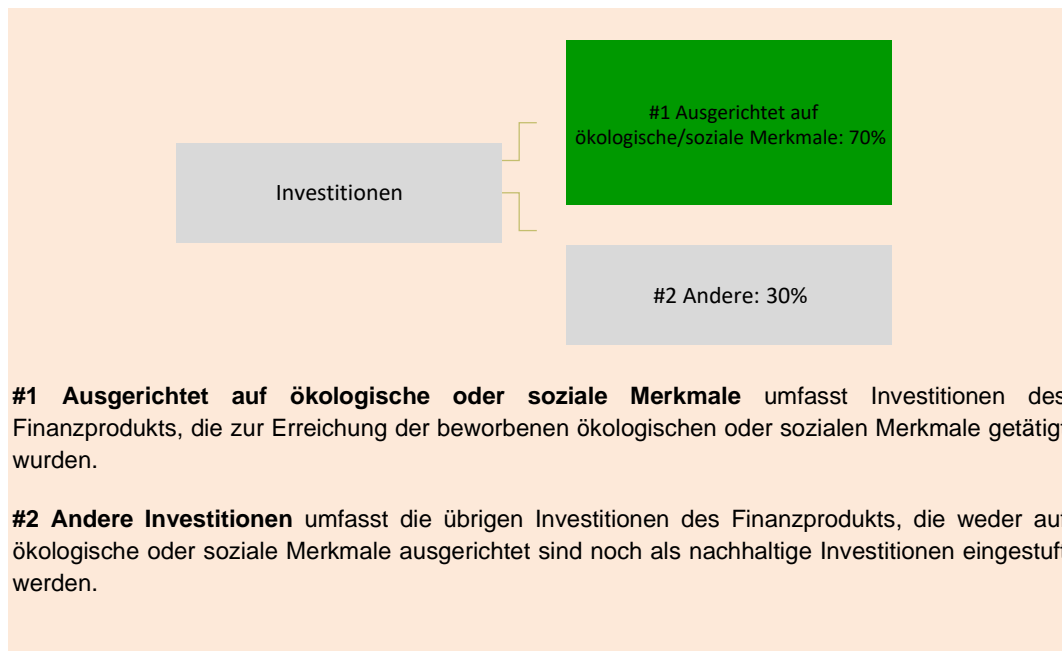 #1 Ausgerichtet auf
ökologische/soziale Merkmale: 70%
Investitionen
#2 Andere: 30%
#1 Ausgerichtet auf ökologische oder soziale Merkmale umfasst Investitionen des
Finanzprodukts, die zur Erreichung der beworbenen ökologischen oder sozialen Merkmale getätigt
wurden.
#2 Andere Investitionen umfasst die übrigen Investitionen des Finanzprodukts, die weder auf
ökologische oder soziale Merkmale ausgerichtet sind noch als nachhaltige Investitionen eingestuft
werden.